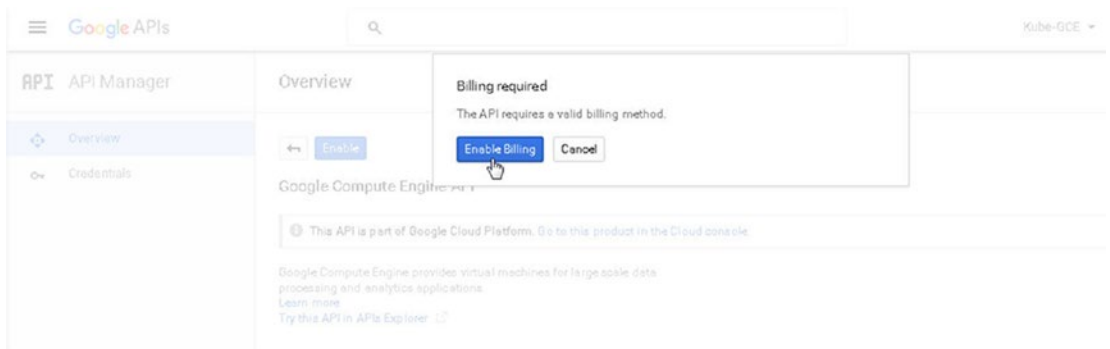 Google APIs
Kube-GCE
API API Manager
Overview
Billing required
The API requires a valid billing method.
Enable Billing
Cancel
Overview
Enable
Credentials
Google Compute Engine API
This API is part of Google Cloud Platform. Go to this product in the Cloud console
Google Compute Engine provides virtual machines for large scale data
processing and analytics applications.
Learn more
Try this API in APIs Explorer